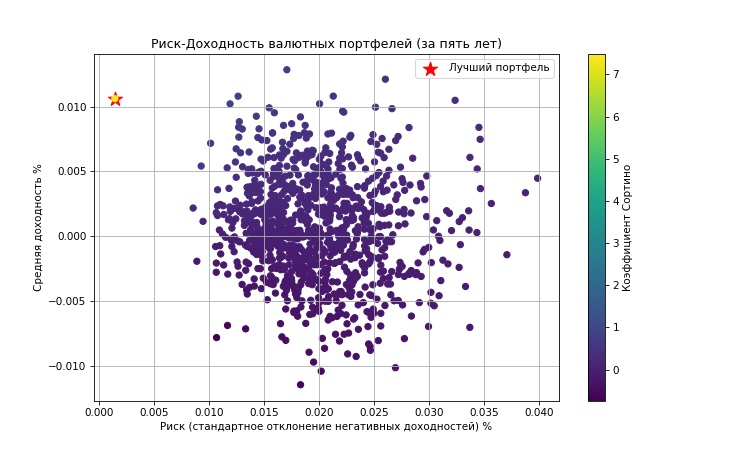 Риск-Доходность валютных портфелей (за пять лет)
Лучший портфель
Средняя доходность %
0.010
0.005
0.000
−0.005
−0.010
0.000 0.005 0.010 0.015 0.020 0.025 0.030 0.035 0.040
Риск (стандартное отклонение негативных доходностей) %
7
6
5
4
3
2
1
0
Коэффициент Сортино